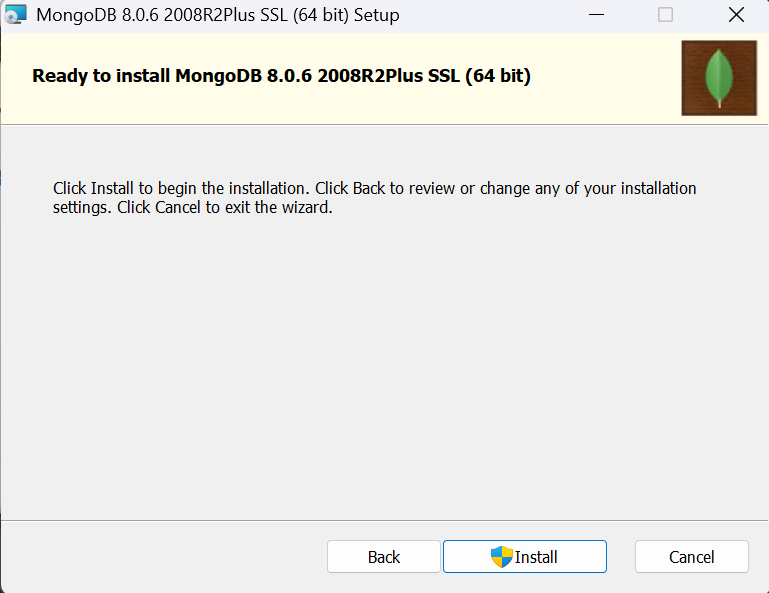 MongoDB 8.0.6 2008R2Plus SSL (64 bit) Setup
Ready to install MongoDB 8.0.6 2008R2Plus SSL (64 bit)
Click Install to begin the installation. Click Back to review or change any of your installation
settings. Click Cancel to exit the wizard.
Back
Install
Cancel